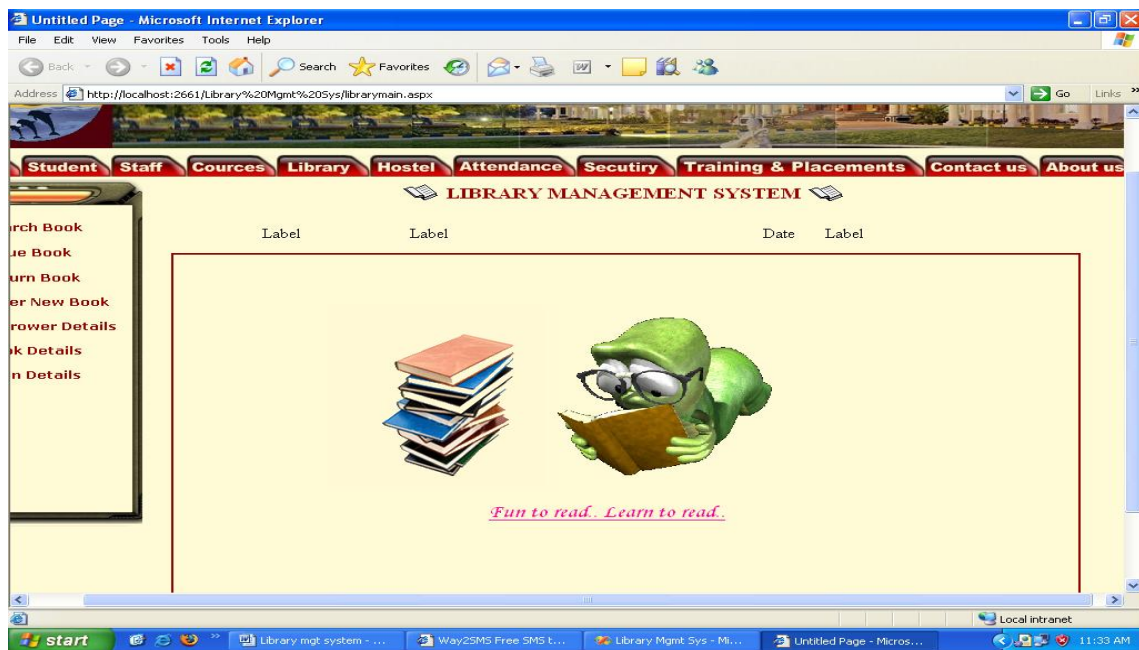 Untitled Page - Microsoft Internet Explorer
File Edit View Favorites Tools Help
Back Search Favorites
Address http://localhost:2661/Library%20Mgmt%20Sys/librarymain.aspx Go Links »
Student Staff Cources Library Hostel Attendance Secutiry Training & Placements Contact us About us
LIBRARY MANAGEMENT SYSTEM
Label Label Date Label
rch Book
ue Book
urn Book
er New Book
rower Details
k Details
n Details
Fun to read.. Learn to read..
Local intranet
start » Library mgt system - ... Way2SMS Free SMS t... Library Mgmt Sys - Mi... Untitled Page - Micros... 11:33 AM